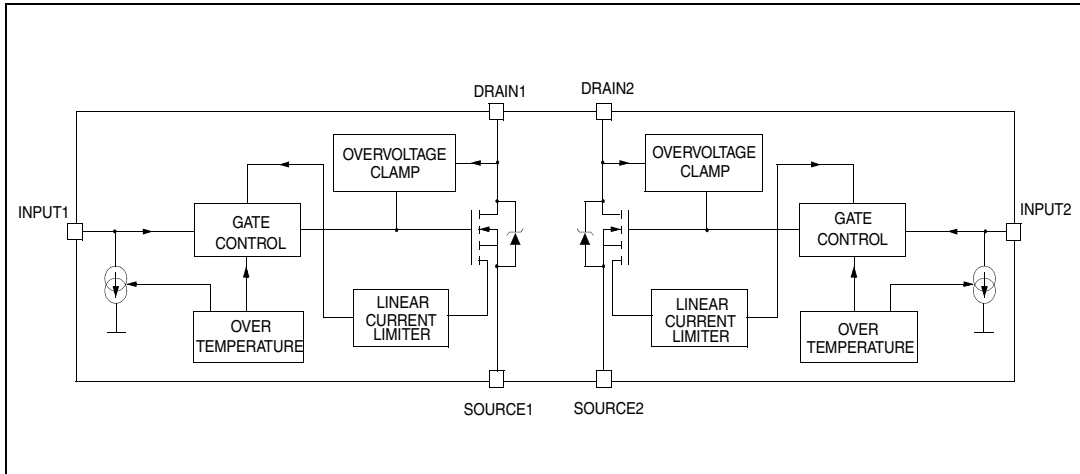 DRAIN1
DRAIN2
OVERVOLTAGE
CLAMP
OVERVOLTAGE
CLAMP
INPUT1
GATE
CONTROL
GATE
CONTROL
INPUT2
LINEAR
CURRENT
LIMITER
LINEAR
CURRENT
LIMITER
OVER
TEMPERATURE
OVER
TEMPERATURE
SOURCE1
SOURCE2